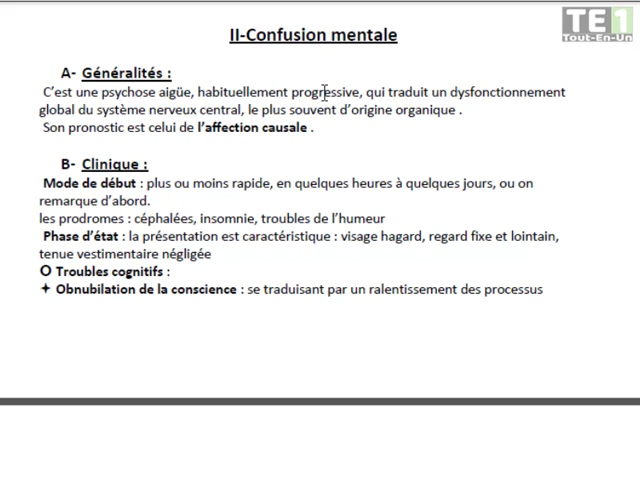 TE1
Tout-En-Un
II-Confusion mentale
A- Généralités :
C'est une psychose aigüe, habituellement progressive, qui traduit un dysfonctionnement
global du système nerveux central, le plus souvent d'origine organique .
Son pronostic est celui de l'affection causale .
B- Clinique :
Mode de début : plus ou moins rapide, en quelques heures à quelques jours, ou on
remarque d'abord.
les prodromes : céphalées, insomnie, troubles de l'humeur
Phase d'état : la présentation est caractéristique : visage hagard, regard fixe et lointain,
tenue vestimentaire négligée
O Troubles cognitifs :
✦ Obnubilation de la conscience : se traduisant par un ralentissement des processus